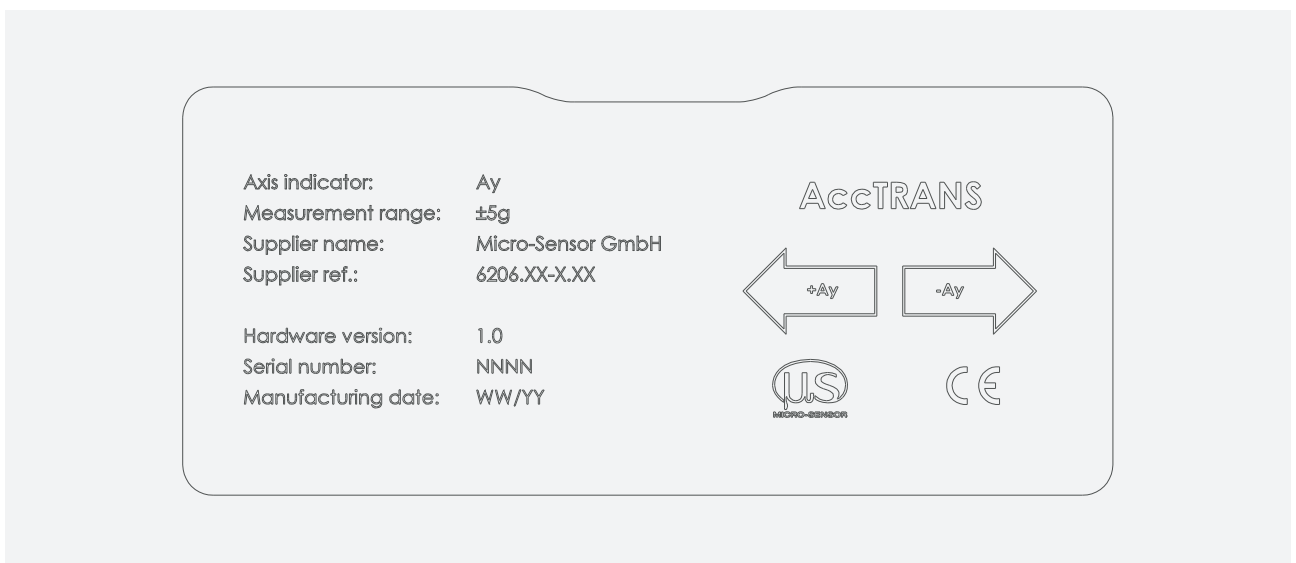 Axis indicator: Ay
Measurement range: ±5g
Supplier name: Micro-Sensor GmbH
Supplier ref.: 6206.XX-X.XX
Hardware version: 1.0
Serial number: NNNN
Manufacturing date: WW/YY
AccTRANS
+Ay
-Ay
µS
MICRO-SENSOR
CE